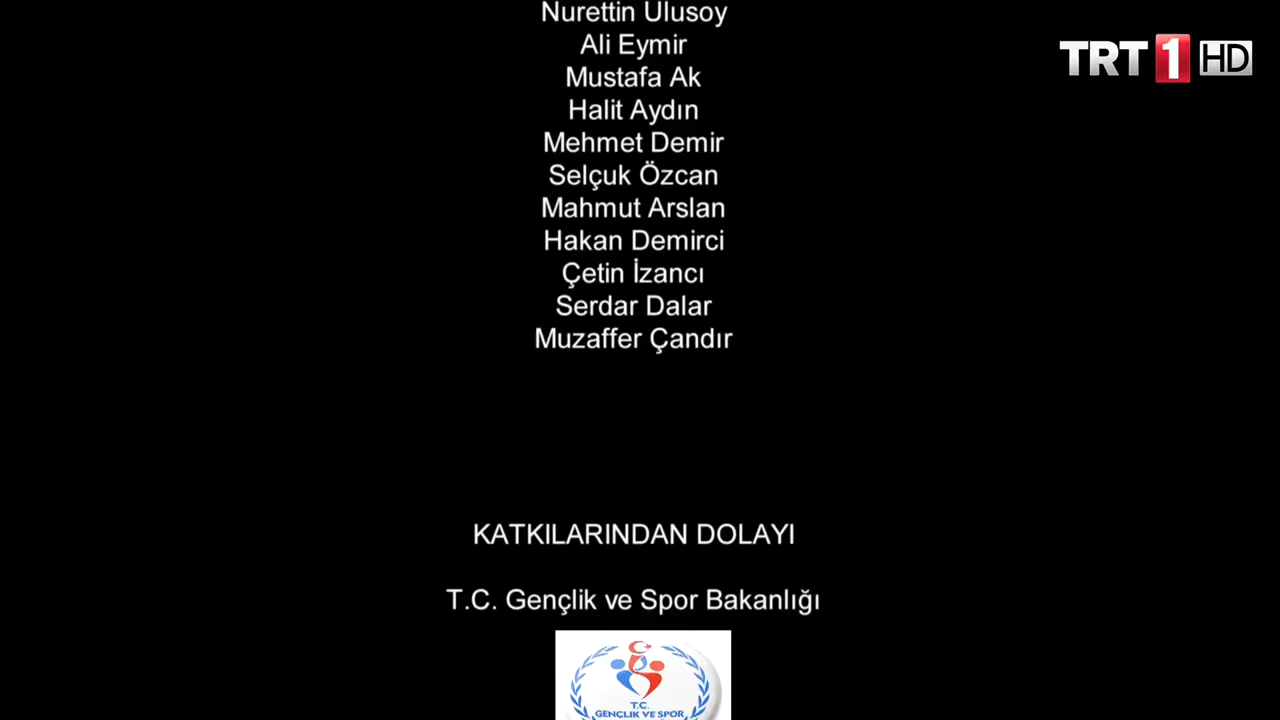 Nurettin Ulusoy
Ali Eymir
Mustafa Ak
Halit Aydın
Mehmet Demir
Selçuk Özcan
Mahmut Arslan
Hakan Demirci
Çetin İzancı
Serdar Dalar
Muzaffer Çandır
TRT 1 HD
KATKILARINDAN DOLAYI
T.C. Gençlik ve Spor Bakanlığı
T.C.
GENÇLİK VE SPOR